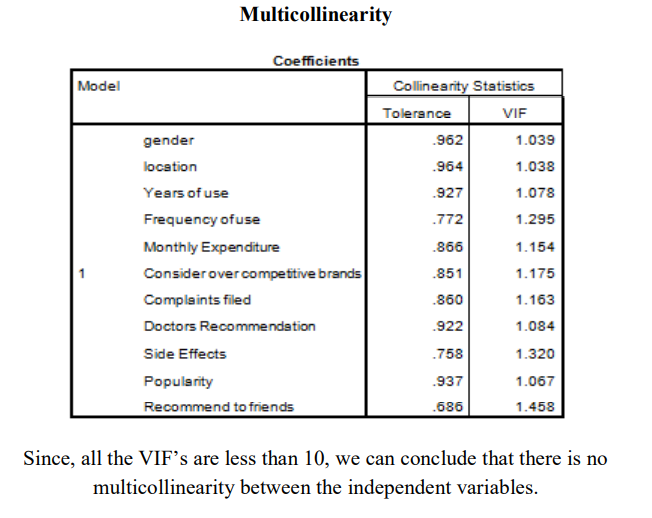 Multicollinearity
Coefficients
Model Collinearity Statistics
Tolerance VIF
gender .962 1.039
location .964 1.038
Years of use .927 1.078
Frequency of use .772 1.295
Monthly Expenditure .866 1.154
1 Consider over competitive brands .851 1.175
Complaints filed .860 1.163
Doctors Recommendation .922 1.084
Side Effects .758 1.320
Popularity .937 1.067
Recommend to friends .686 1.458
Since, all the VIF’s are less than 10, we can conclude that there is no
multicollinearity between the independent variables.